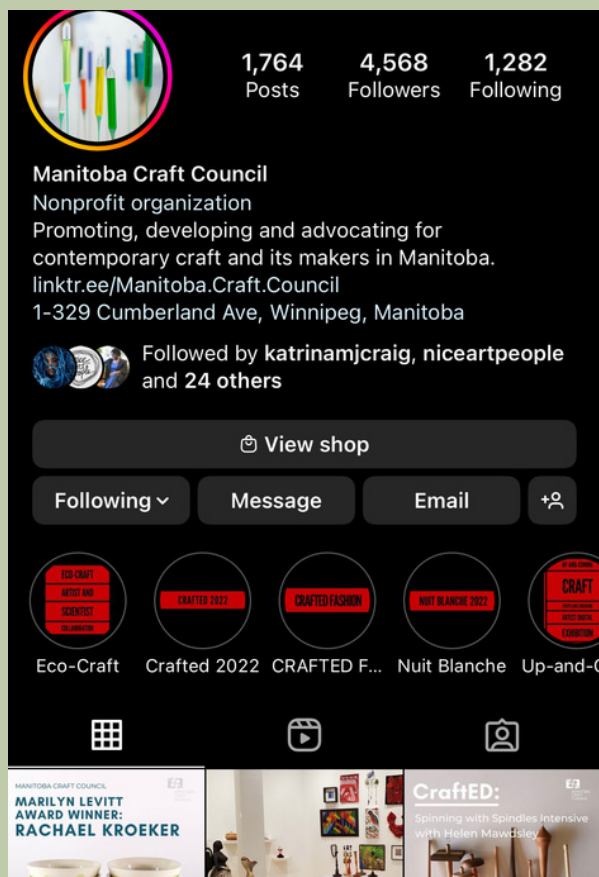 1,764 4,568 1,282
Posts Followers Following
Manitoba Craft Council
Nonprofit organization
Promoting, developing and advocating for
contemporary craft and its makers in Manitoba.
linktr.ee/Manitoba.Craft.Council
1-329 Cumberland Ave, Winnipeg, Manitoba
Followed by katrinamjcraig, niceartpeople
and 24 others
View shop
Following Message Email
ECO-CRAFT
ARTIST AND
SCIENTIST
COLLABORATION
CRAFTED 2022
CRAFTED FASHION
NUIT BLANCHE 2022
CRAFT
EXHIBITION
Eco-Craft Crafted 2022 CRAFTED F... Nuit Blanche Up-and-C
MANITOBA CRAFT COUNCIL
MARILYN LEVITT
AWARD WINNER:
RACHAEL KROEKER
CraftED:
Spinning with Spindles Intensive
with Helen Mawdsley